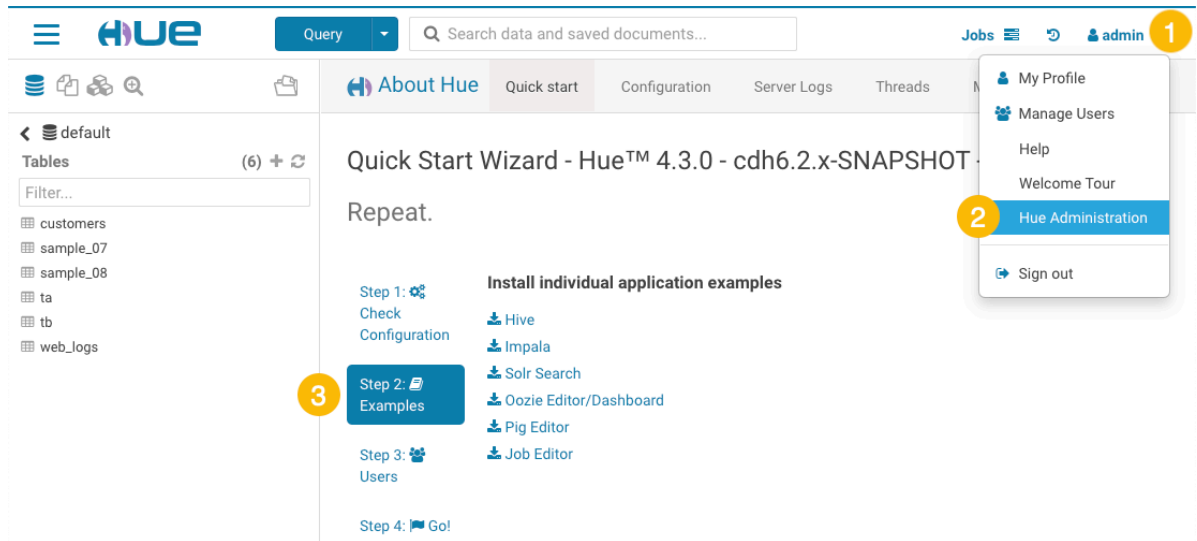 HUE
Query
Search data and saved documents...
Jobs
admin
1
My Profile
Manage Users
Help
Welcome Tour
2
Hue Administration
Sign out
default
Tables (6)
Filter...
customers
sample_07
sample_08
ta
tb
web_logs
About Hue Quick start Configuration Server Logs Threads
Quick Start Wizard - Hue™ 4.3.0 - cdh6.2.x-SNAPSHOT -
Repeat.
Step 1:
Check
Configuration
3
Step 2:
Examples
Step 3:
Users
Step 4: Go!
Install individual application examples
Hive
Impala
Solr Search
Oozie Editor/Dashboard
Pig Editor
Job Editor